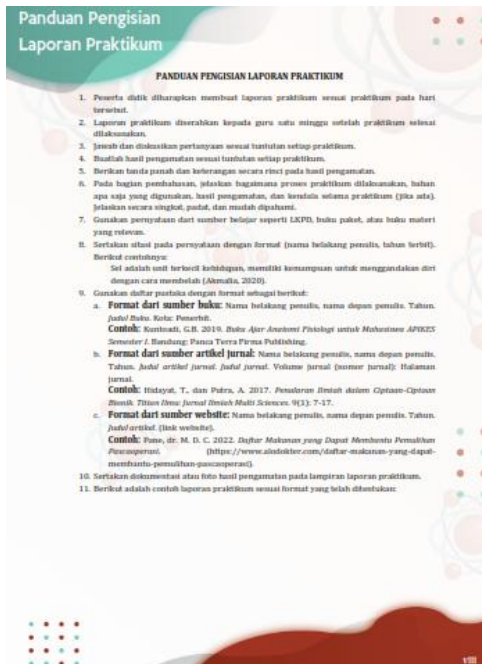 Panduan Pengisian
Laporan Praktikum
PANDUAN PENGISIAN LAPORAN PRAKTIKUM
1. Peserta didik diharapkan membuat laporan praktikum sesuai praktikum pada hari
tersebut.
2. Laporan praktikum diserahkan kepada guru satu minggu setelah praktikum selesai
dilaksanakan.
3. Jawab dan diskusikan pertanyaan sesuai tuntutan setiap praktikum.
4. Buatlah hasil pengamatan sesuai tuntutan setiap praktikum.
5. Berikan tanda panah dan keterangan secara rinci pada hasil pengamatan.
6. Pada bagian pembahasan, jelaskan bagaimana proses praktikum dilaksanakan, bahan
apa saja yang digunakan, hasil pengamatan, dan kendala selama praktikum (jika ada).
Jelaskan secara singkat, padat, dan mudah dipahami.
7. Gunakan pernyataan dari sumber belajar seperti LKPD, buku paket, atau buku materi
yang relevan.
8. Sertakan sitasi pada pernyataan dengan format (nama belakang penulis, tahun terbit).
Berikut contohnya:
Sel adalah unit terkecil kehidupan, memiliki kemampuan untuk menggandakan diri
dengan cara membelah (Akmalia, 2020).
9. Gunakan daftar pustaka dengan format sebagai berikut:
a. Format dari sumber buku: Nama belakang penulis, nama depan penulis. Tahun.
Judul Buku. Kota: Penerbit.
Contoh: Kuntoadi, G.B. 2019. Buku Ajar Anatomi Fisiologi untuk Mahasiswa APIKES
Semester I. Bandung: Panca Terra Firma Publishing.
b. Format dari sumber artikel jurnal: Nama belakang penulis, nama depan penulis.
Tahun. Judul artikel jurnal. Judul jurnal. Volume jurnal (nomor jurnal): Halaman
jurnal.
Contoh: Hidayat, T., dan Putra, A. 2017. Penalaran Ilmiah dalam Ciptaan-Ciptaan
Bionik. Titian Ilmu: Jurnal Ilmiah Multi Sciences. 9(1): 7-17.
c. Format dari sumber website: Nama belakang penulis, nama depan penulis. Tahun.
Judul artikel. (link website).
Contoh: Pane, dr. M. D. C. 2022. Daftar Makanan yang Dapat Membantu Pemulihan
Pascaoperasi. (https://www.alodokter.com/daftar-makanan-yang-dapat-
membantu-pemulihan-pascaoperasi).
10. Sertakan dokumentasi atau foto hasil pengamatan pada lampiran laporan praktikum.
11. Berikut adalah contoh laporan praktikum sesuai format yang telah ditentukan:
viii